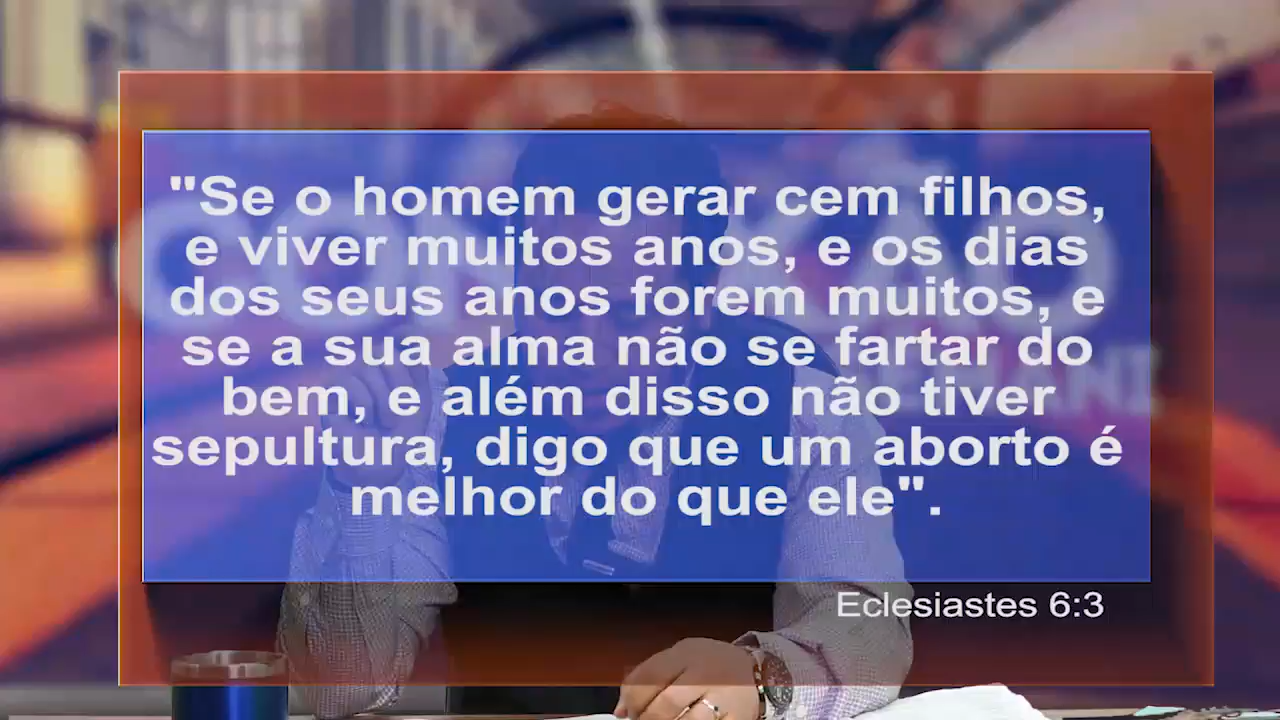 "Se o homem gerar cem filhos,
e viver muitos anos, e os dias
dos seus anos forem muitos, e
se a sua alma não se fartar do
bem, e além disso não tiver
sepultura, digo que um aborto é
melhor do que ele".
Eclesiastes 6:3